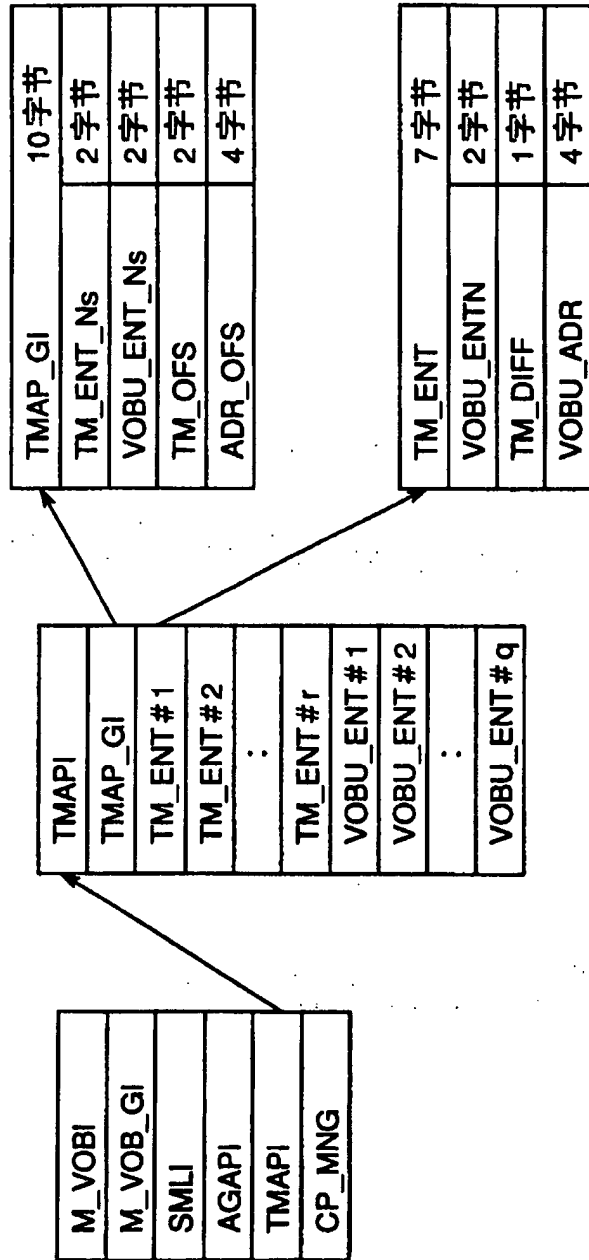 M_VOBI
M_VOB_GI
SMLI
AGAPI
TMAPI
CP_MNG
TMAPI
TMAP_GI
TM_ENT#1
TM_ENT#2
:
TM_ENT#r
VOBU_ENT#1
VOBU_ENT#2
:
VOBU_ENT#q
TMAP_GI 10字节
TM_ENT_Ns 2字节
VOBU_ENT_Ns 2字节
TM_OFS 2字节
ADR_OFS 4字节
TM_ENT 7字节
VOBU_ENTN 2字节
TM_DIFF 1字节
VOBU_ADR 4字节